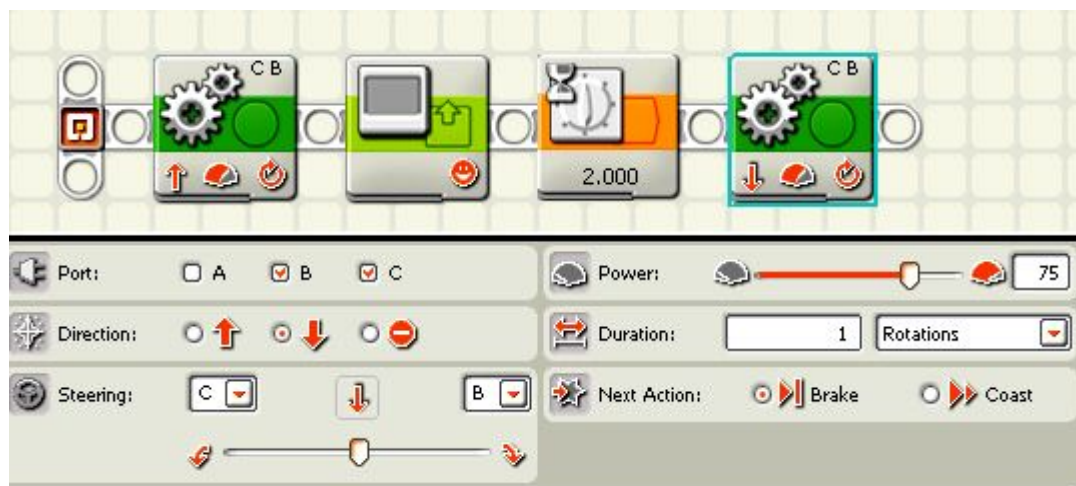 C B
C B
2.000
Port:
A
B
C
Power:
75
Direction:
Duration:
1
Rotations
Steering:
C
B
Next Action:
Brake
Coast